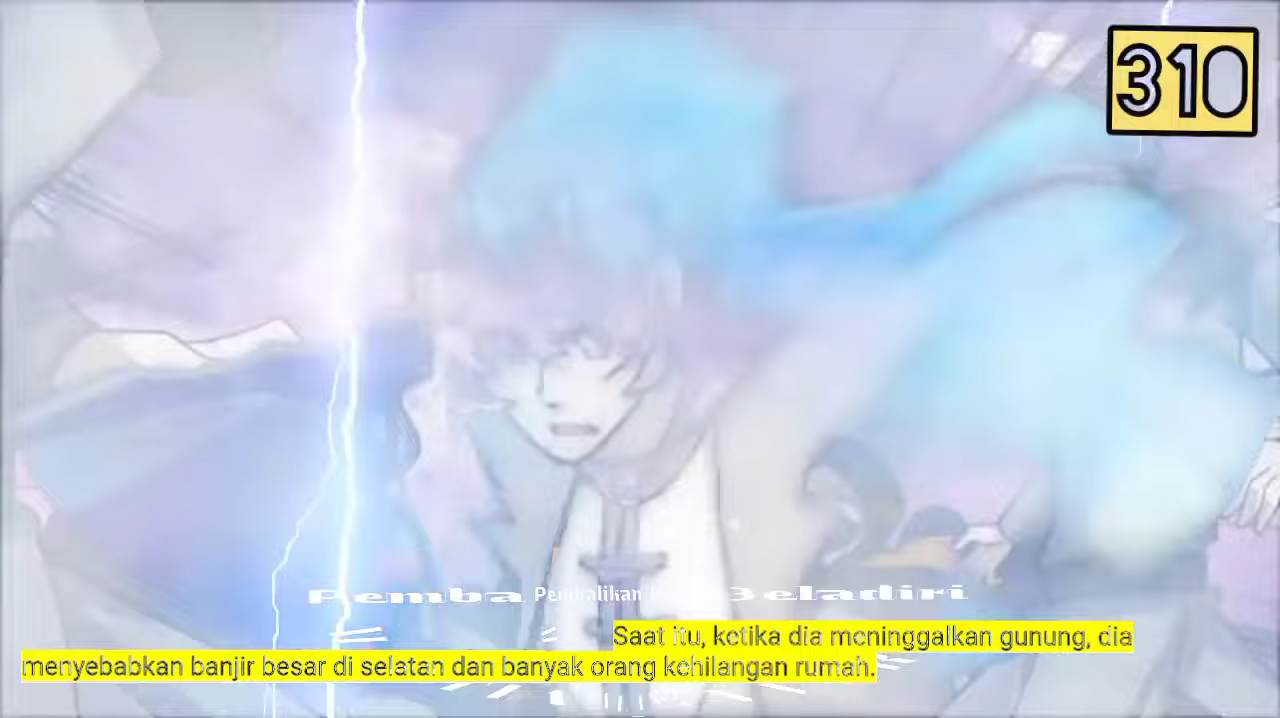 310
Pemba Pembalikan Beladiri
Saat itu, ketika dia meninggalkan gunung, dia
menyebabkan banjir besar di selatan dan banyak orang kehilangan rumah.